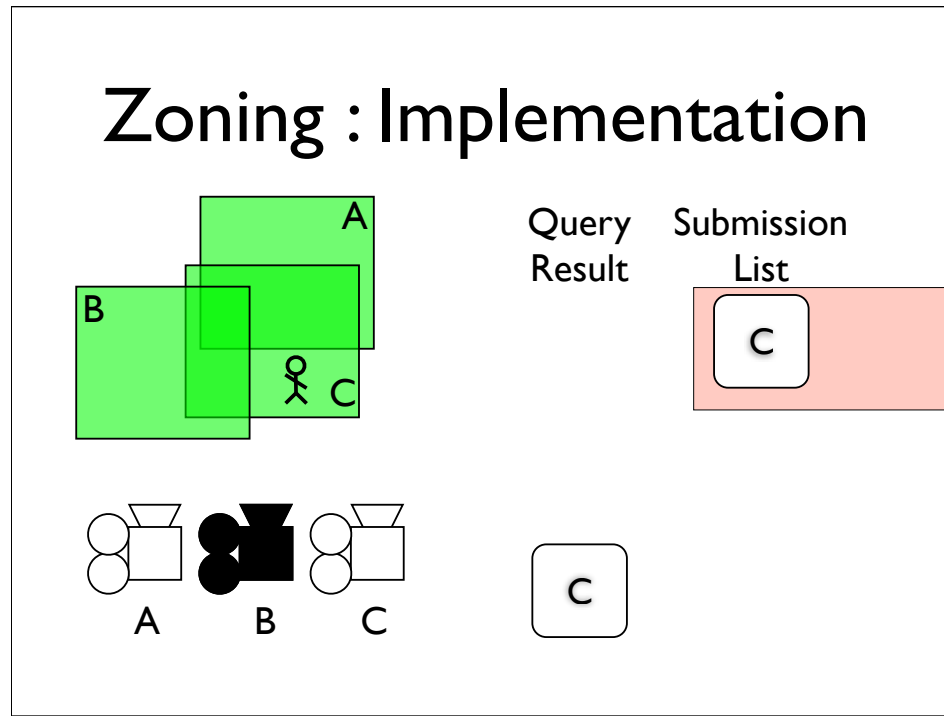 Zoning : Implementation
A
B
C
Query
Result
Submission
List
C
A
B
C
C